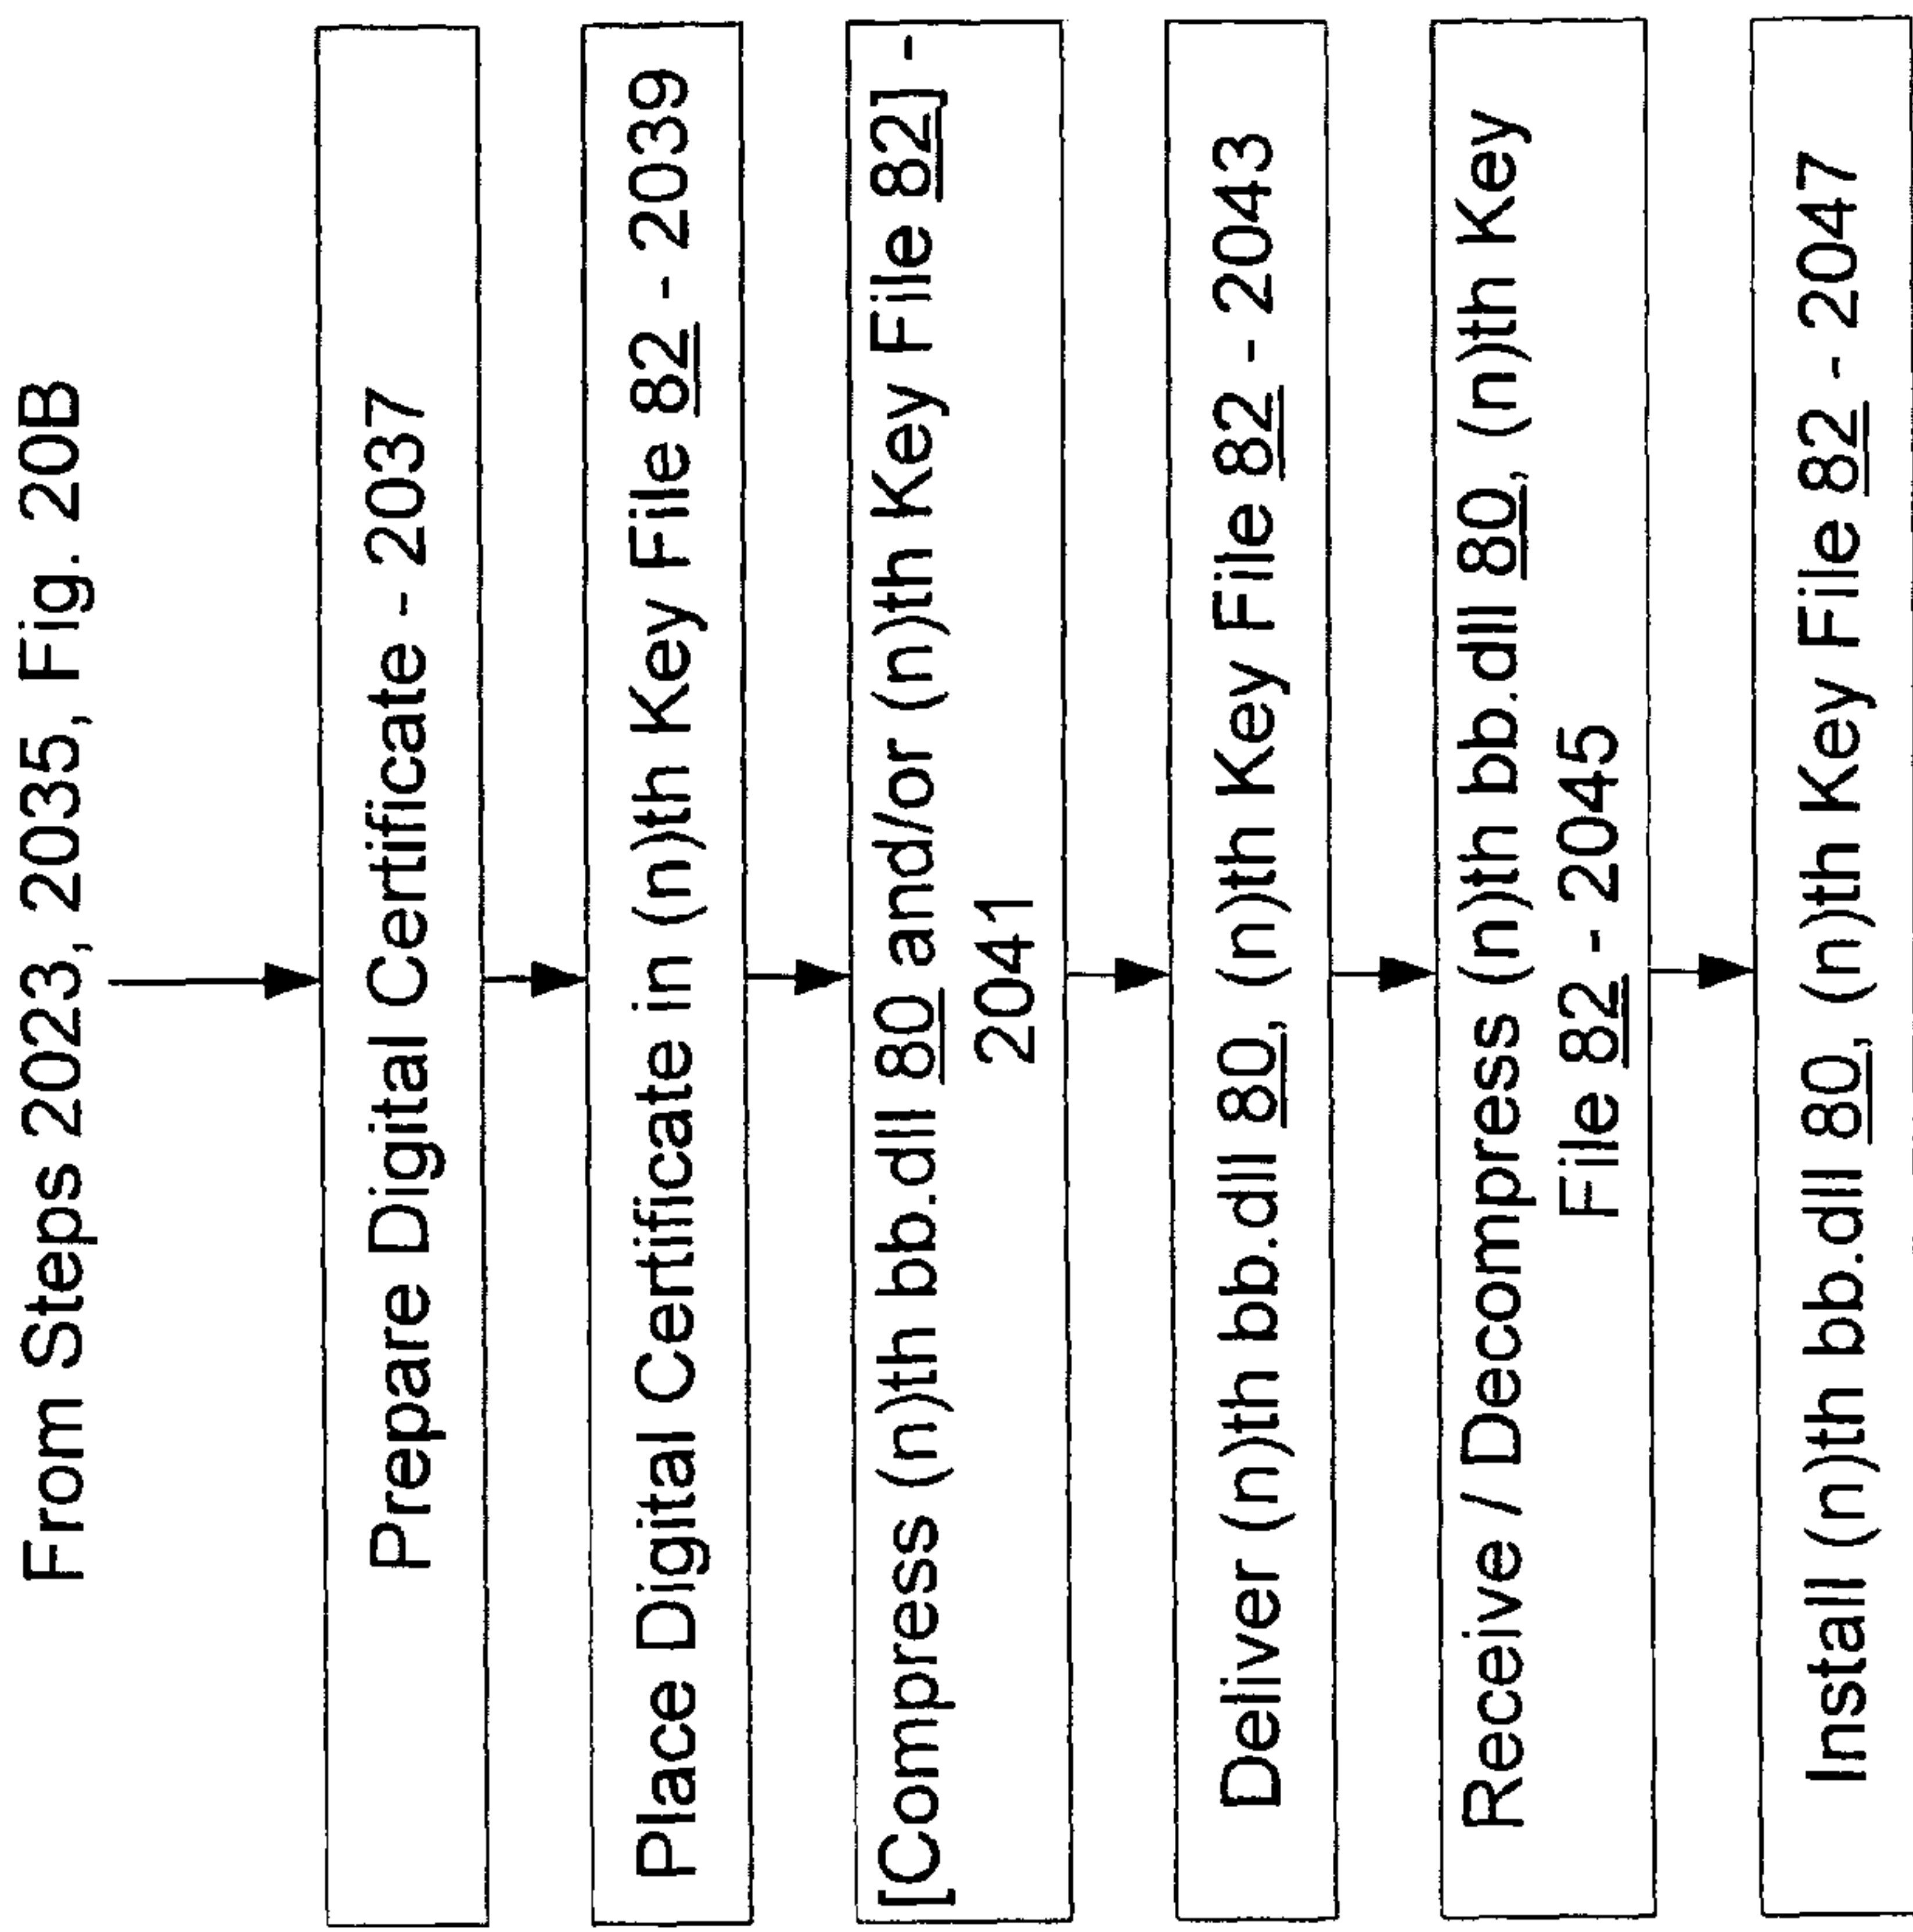 From Steps 2023, 2035, Fig. 20B
Prepare Digital Certificate - 2037
Place Digital Certificate in (n)th Key File 82 - 2039
[Compress (n)th bb.dll 80 and/or (n)th Key File 82] -
2041
Deliver (n)th bb.dll 80, (n)th Key File 82 - 2043
Receive / Decompress (n)th bb.dll 80, (n)th Key
File 82 - 2045
Install (n)th bb.dll 80, (n)th Key File 82 - 2047